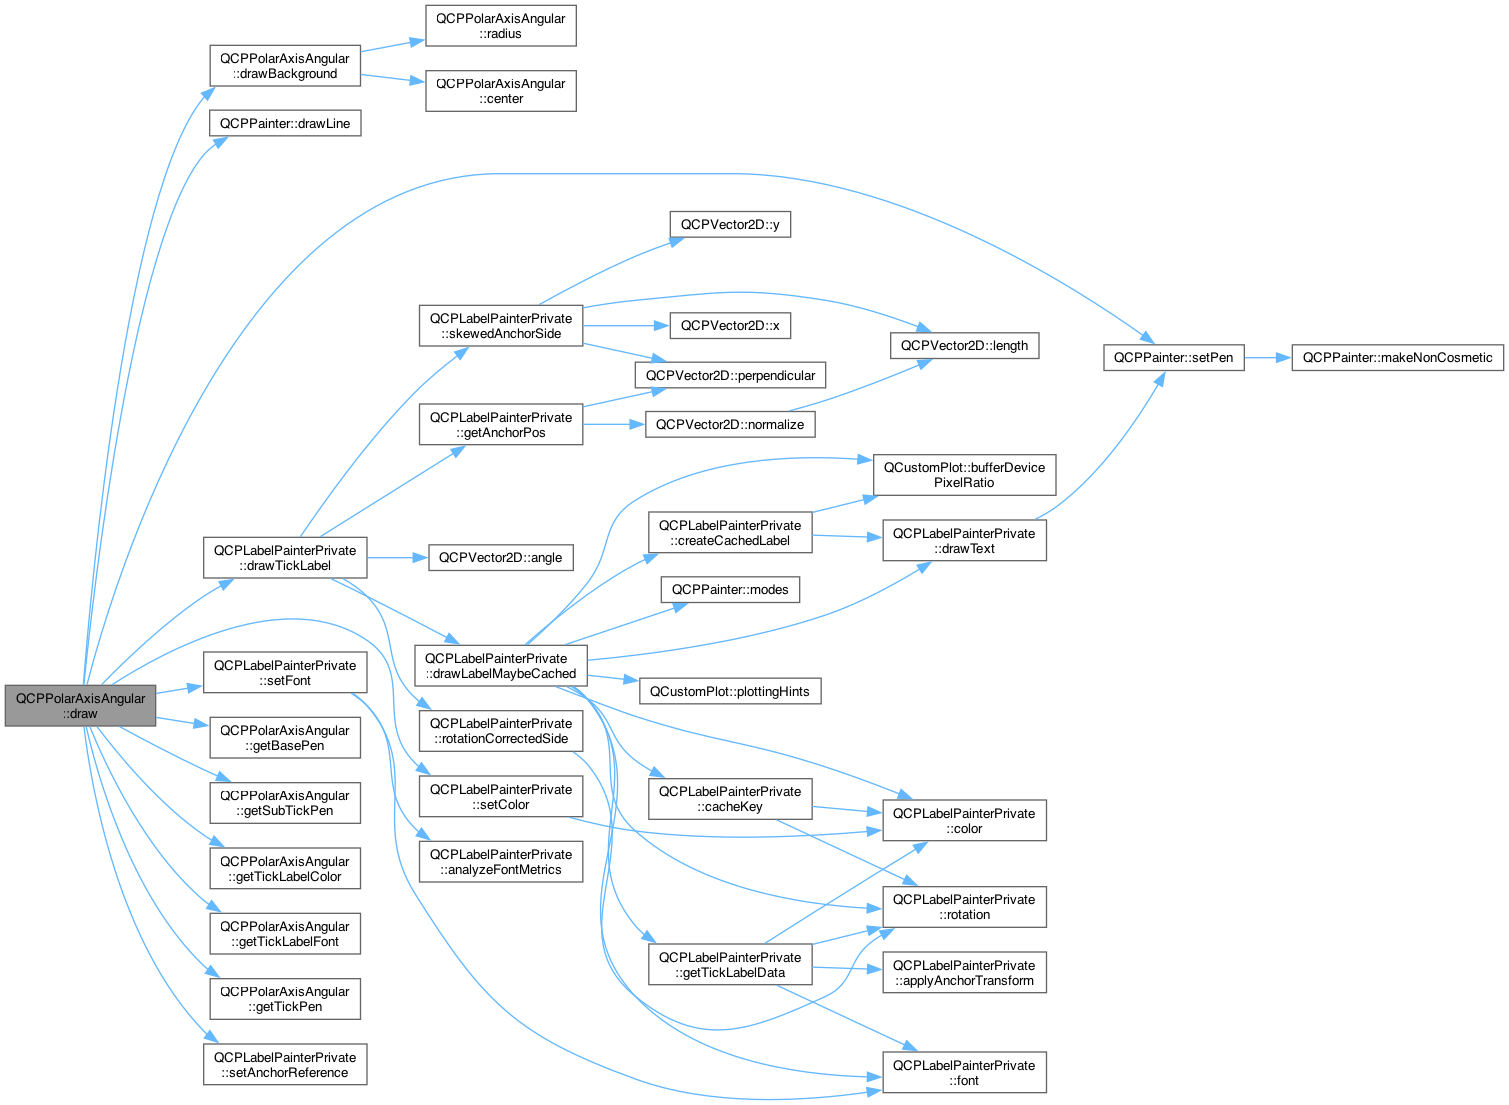 QCPPolarAxisAngular
::radius
QCPPolarAxisAngular
::drawBackground
QCPPolarAxisAngular
::center
QCPPainter::drawLine
QCPVector2D::y
QCPLabelPainterPrivate
::skewedAnchorSide
QCPVector2D::x
QCPVector2D::length
QCPPainter::setPen
QCPPainter::makeNonCosmetic
QCPVector2D::perpendicular
QCPLabelPainterPrivate
::getAnchorPos
QCPVector2D::normalize
QCustomPlot::bufferDevice
PixelRatio
QCPLabelPainterPrivate
::createCachedLabel
QCPLabelPainterPrivate
::drawText
QCPLabelPainterPrivate
::drawTickLabel
QCPVector2D::angle
QCPPainter::modes
QCPLabelPainterPrivate
::drawLabelMaybeCached
QCPLabelPainterPrivate
::setFont
QCustomPlot::plottingHints
QCPPolarAxisAngular
::draw
QCPPolarAxisAngular
::getBasePen
QCPLabelPainterPrivate
::rotationCorrectedSide
QCPPolarAxisAngular
::getSubTickPen
QCPLabelPainterPrivate
::setColor
QCPLabelPainterPrivate
::cacheKey
QCPLabelPainterPrivate
::color
QCPPolarAxisAngular
::getTickLabelColor
QCPLabelPainterPrivate
::analyzeFontMetrics
QCPLabelPainterPrivate
::rotation
QCPPolarAxisAngular
::getTickLabelFont
QCPLabelPainterPrivate
::getTickLabelData
QCPLabelPainterPrivate
::applyAnchorTransform
QCPPolarAxisAngular
::getTickPen
QCPLabelPainterPrivate
::setAnchorReference
QCPLabelPainterPrivate
::font